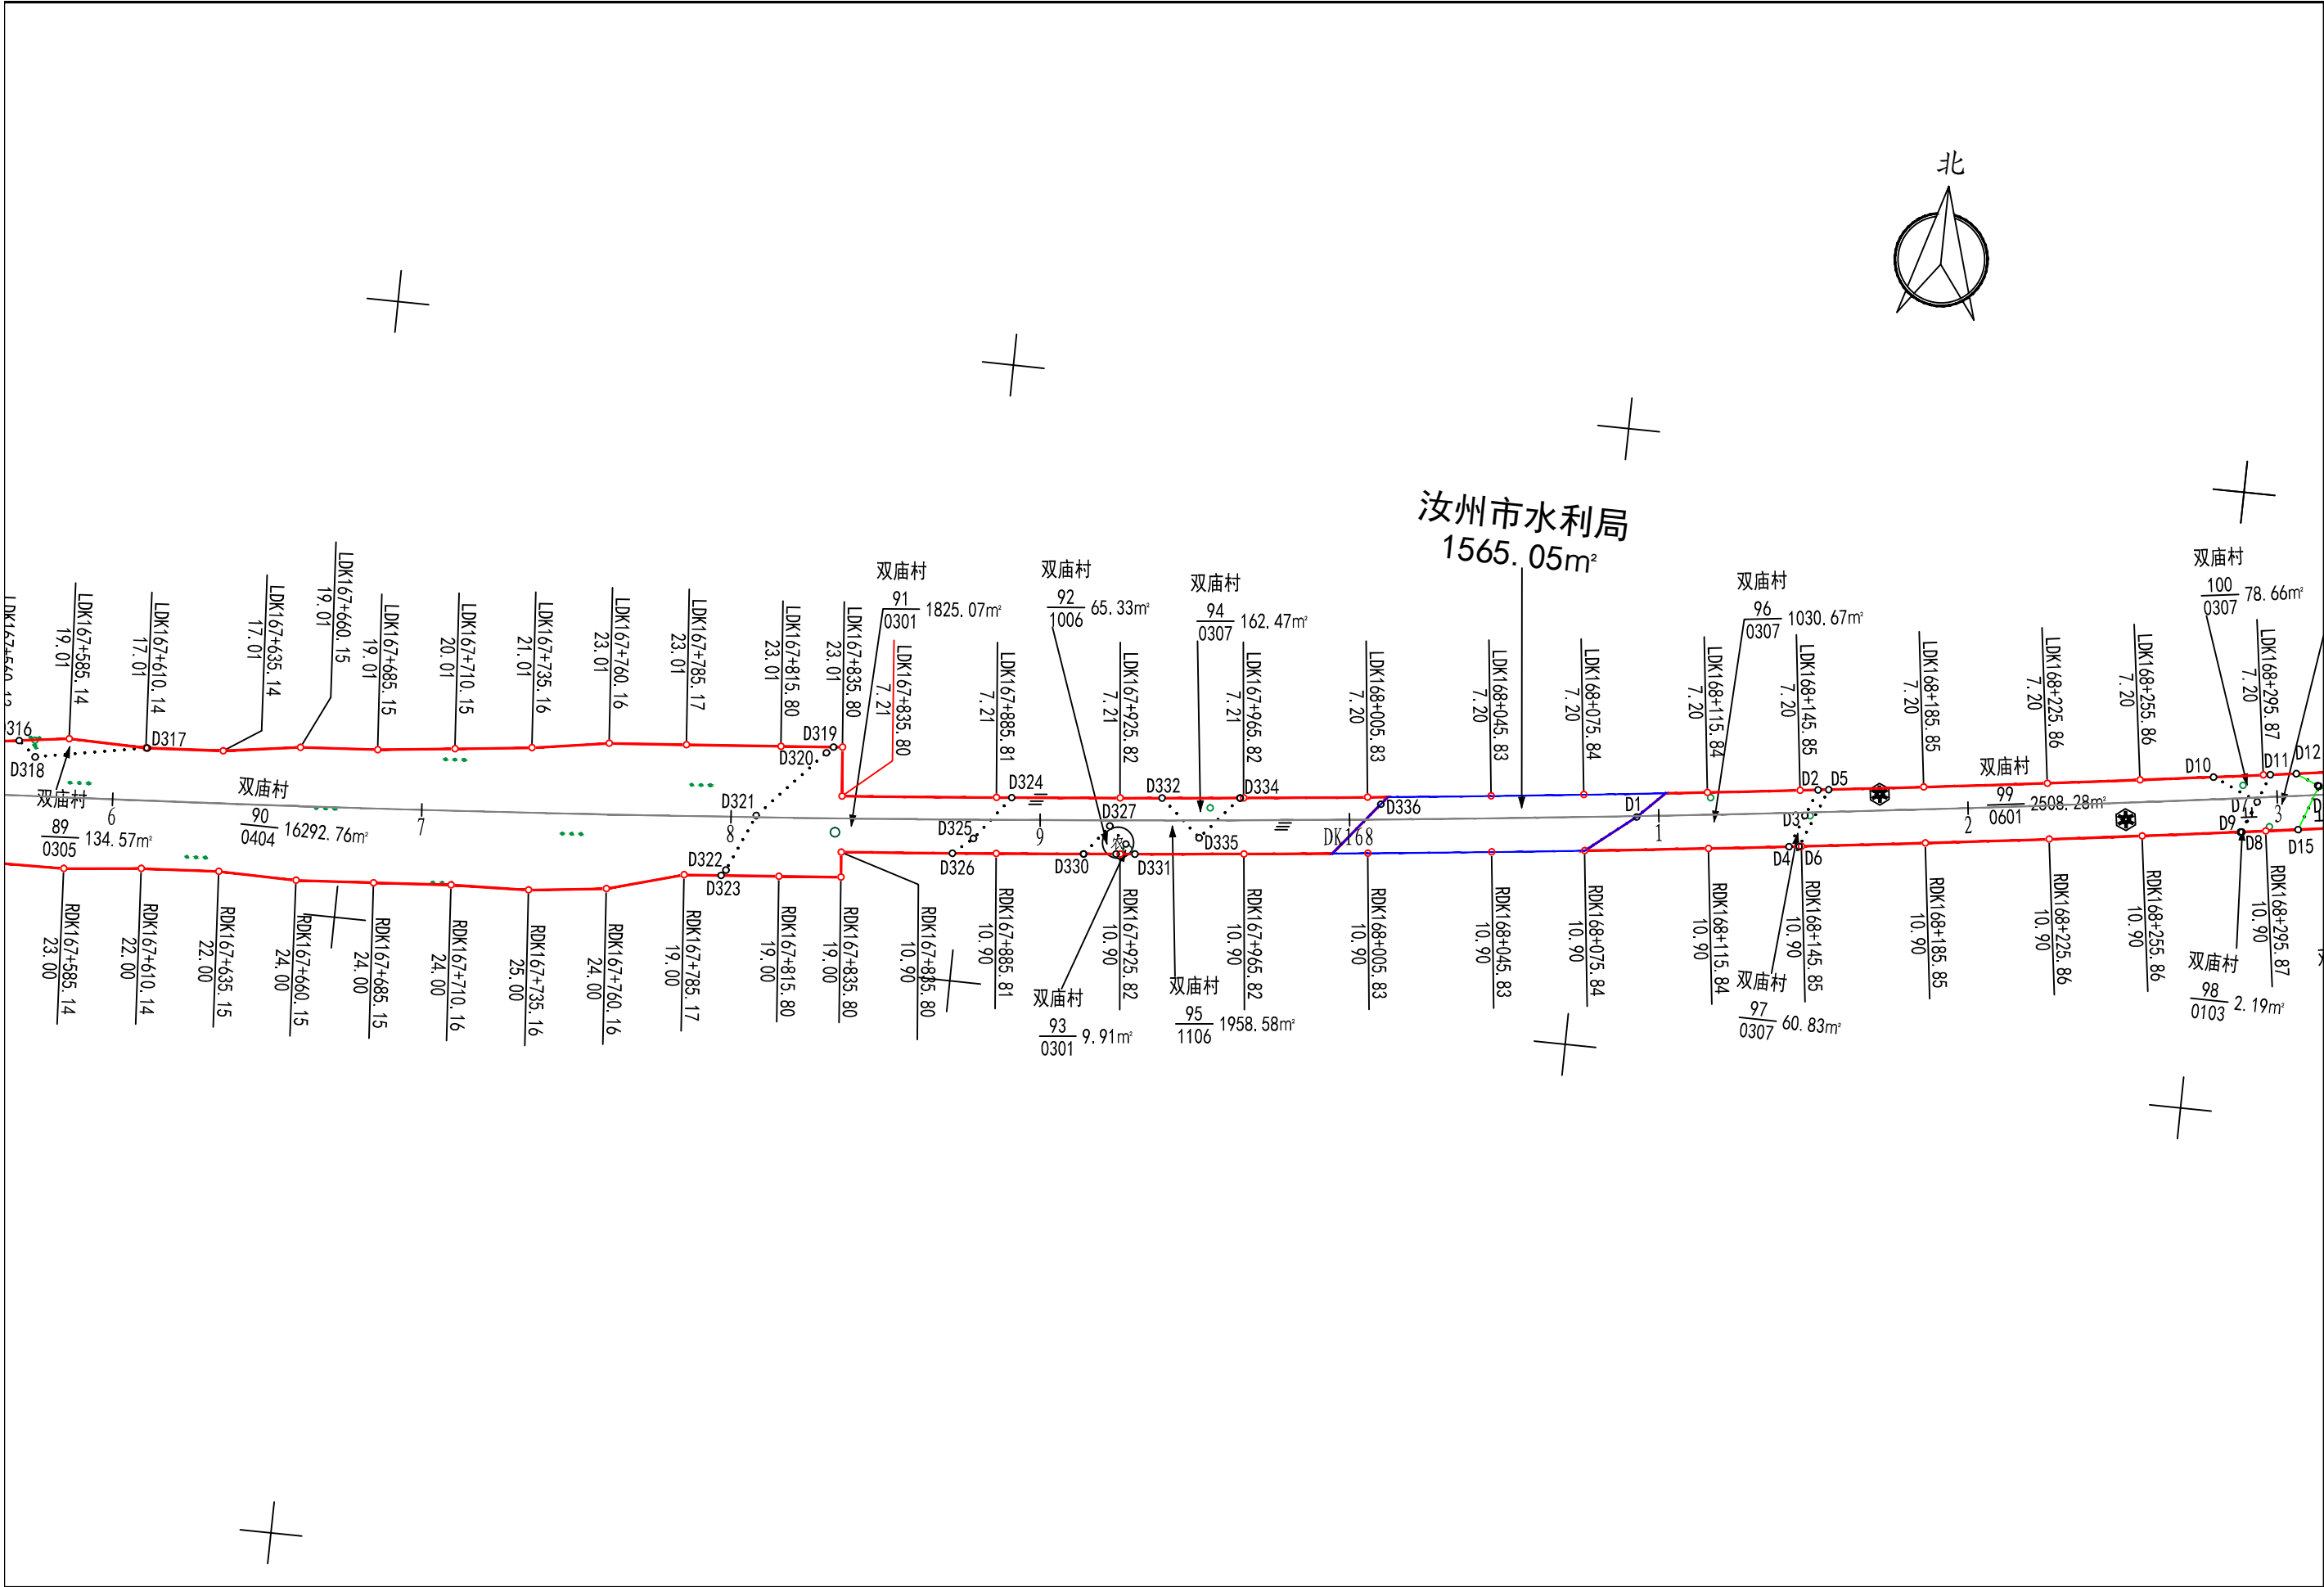 北
汝州市水利局
1565.05㎡
LDK167+585.14
19.01
LDK167+610.14
17.01
LDK167+635.14
17.01
LDK167+660.15
19.01
LDK167+685.15
19.01
LDK167+710.15
20.01
LDK167+735.16
21.01
LDK167+760.16
23.01
LDK167+785.17
23.01
LDK167+815.80
23.01
LDK167+835.80
23.01
LDK167+835.80
7.21
LDK167+885.81
7.21
LDK167+925.82
7.21
LDK167+965.82
7.21
LDK168+005.83
7.20
LDK168+045.83
7.20
LDK168+075.84
7.20
LDK168+115.84
7.20
LDK168+145.85
7.20
LDK168+185.85
7.20
LDK168+225.86
7.20
LDK168+255.86
7.20
LDK168+295.87
7.20
双庙村
91
0301
1825.07㎡
双庙村
92
1006
65.33㎡
双庙村
94
0307
162.47㎡
双庙村
96
0307
1030.67㎡
双庙村
100
0307
78.66㎡
D318
D317
D319
D320
D321
D322
D323
D324
D325
D326
D327
D330
D331
D332
D334
D335
D336
D1
D2
D5
D3
D4
D6
D10
D11
D12
D7
D9
D8
D15
双庙村
89
0305
134.57㎡
双庙村
90
0404
16292.76㎡
双庙村
99
0601
2508.28㎡
6
7
8
9
DK168
1
2
3
RDK167+585.14
23.00
RDK167+610.14
22.00
RDK167+635.15
22.00
RDK167+660.15
24.00
RDK167+685.15
24.00
RDK167+710.16
24.00
RDK167+735.16
25.00
RDK167+760.16
24.00
RDK167+785.17
19.00
RDK167+815.80
19.00
RDK167+835.80
19.00
RDK167+835.80
10.90
RDK167+885.81
10.90
RDK167+925.82
10.90
RDK167+965.82
10.90
RDK168+005.83
10.90
RDK168+045.83
10.90
RDK168+075.84
10.90
RDK168+115.84
10.90
RDK168+145.85
10.90
RDK168+185.85
10.90
RDK168+225.86
10.90
RDK168+255.86
10.90
RDK168+295.87
10.90
双庙村
93
0301
9.91㎡
双庙村
95
1106
1958.58㎡
双庙村
97
0307
60.83㎡
双庙村
98
0103
2.19㎡